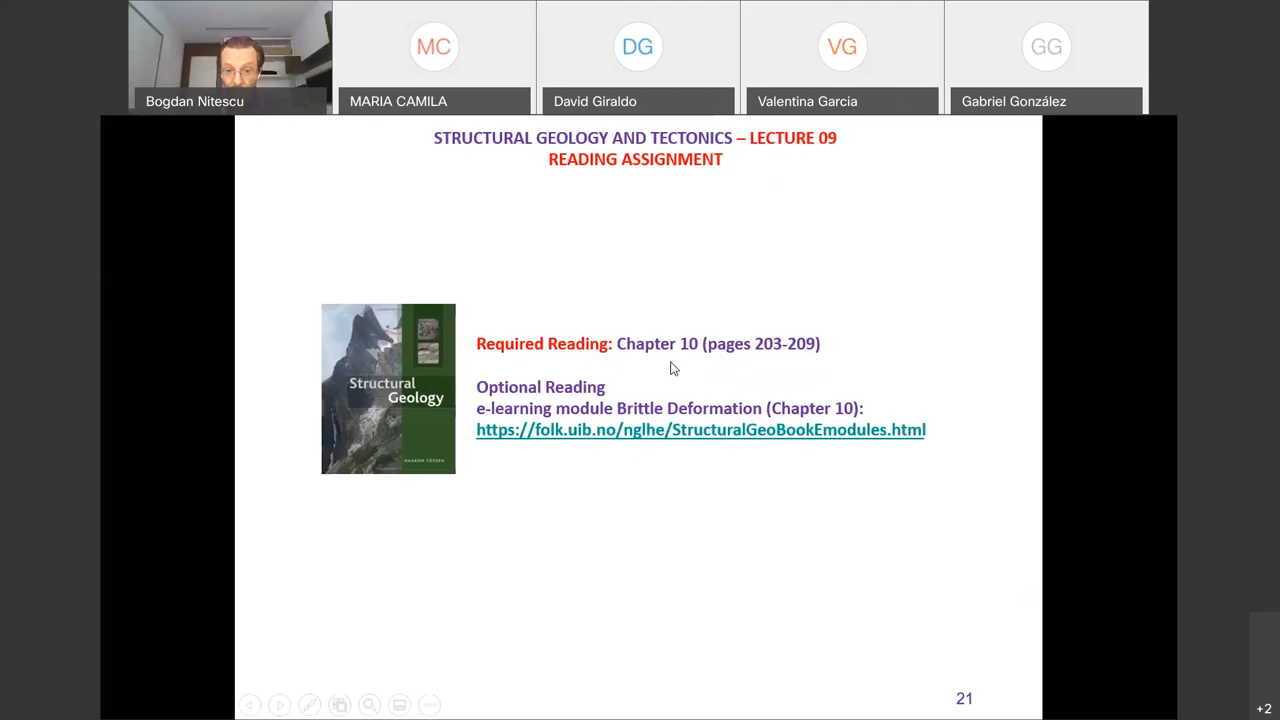 MC
DG
VG
GG
Bogdan Nitescu
MARIA CAMILA
David Giraldo
Valentina Garcia
Gabriel González
STRUCTURAL GEOLOGY AND TECTONICS – LECTURE 09
READING ASSIGNMENT
Structural
Geology
HAAKON FOSSEN
Required Reading: Chapter 10 (pages 203-209)
Optional Reading
e-learning module Brittle Deformation (Chapter 10):
https://folk.uib.no/nglhe/StructuralGeoBookEmodules.html
21
+2